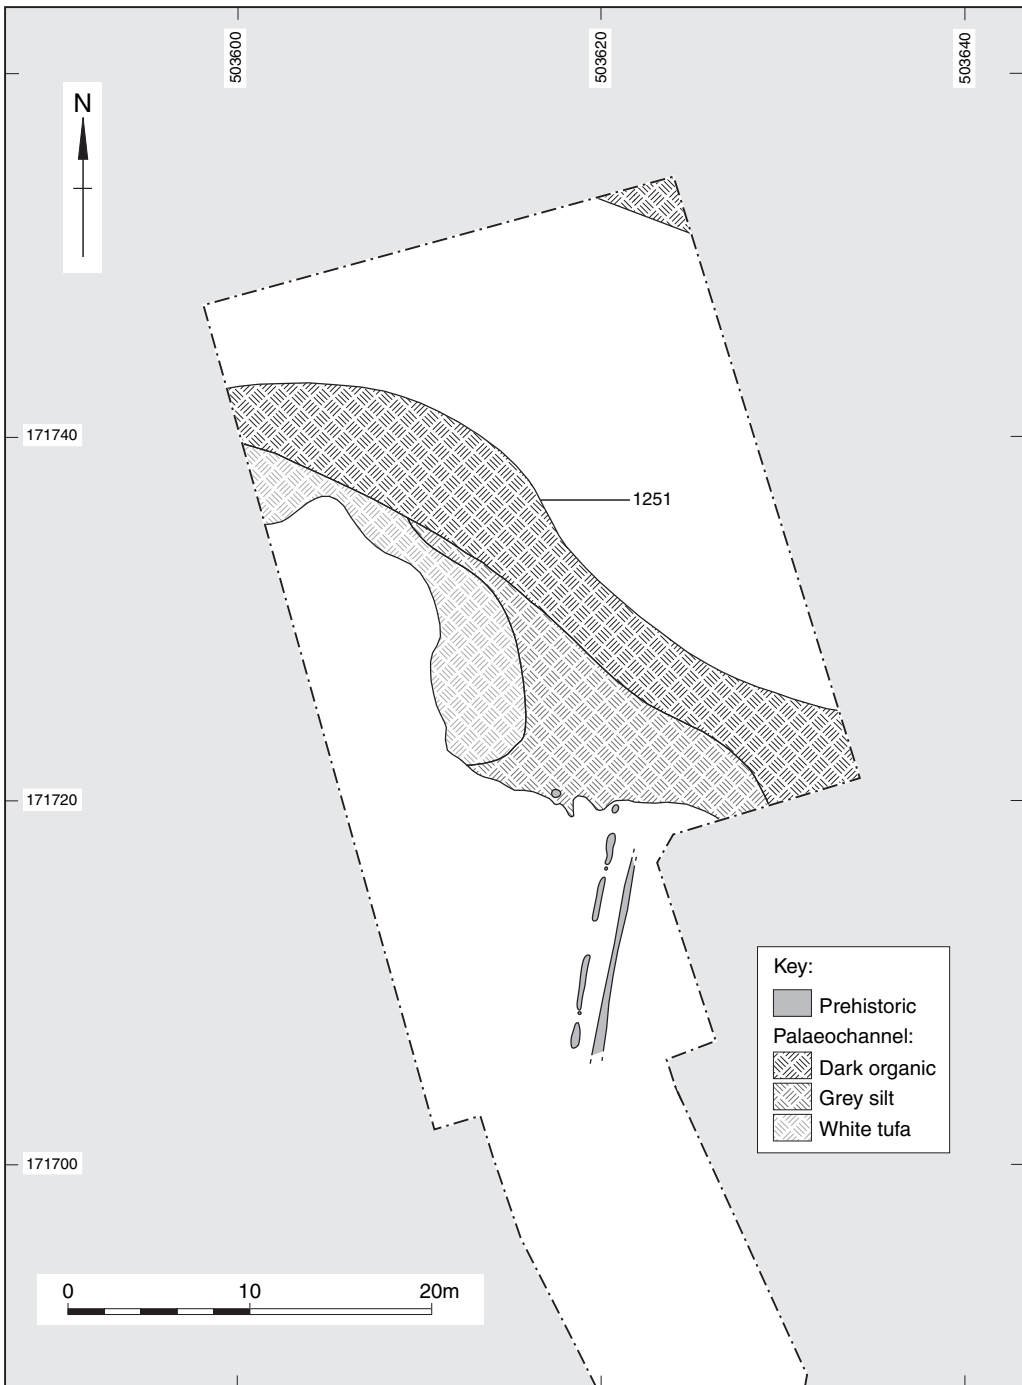 503600
503620
503640
N
171740
1251
171720
Key:
Prehistoric
Palaeochannel:
Dark organic
Grey silt
White tufa
171700
0 10 20m